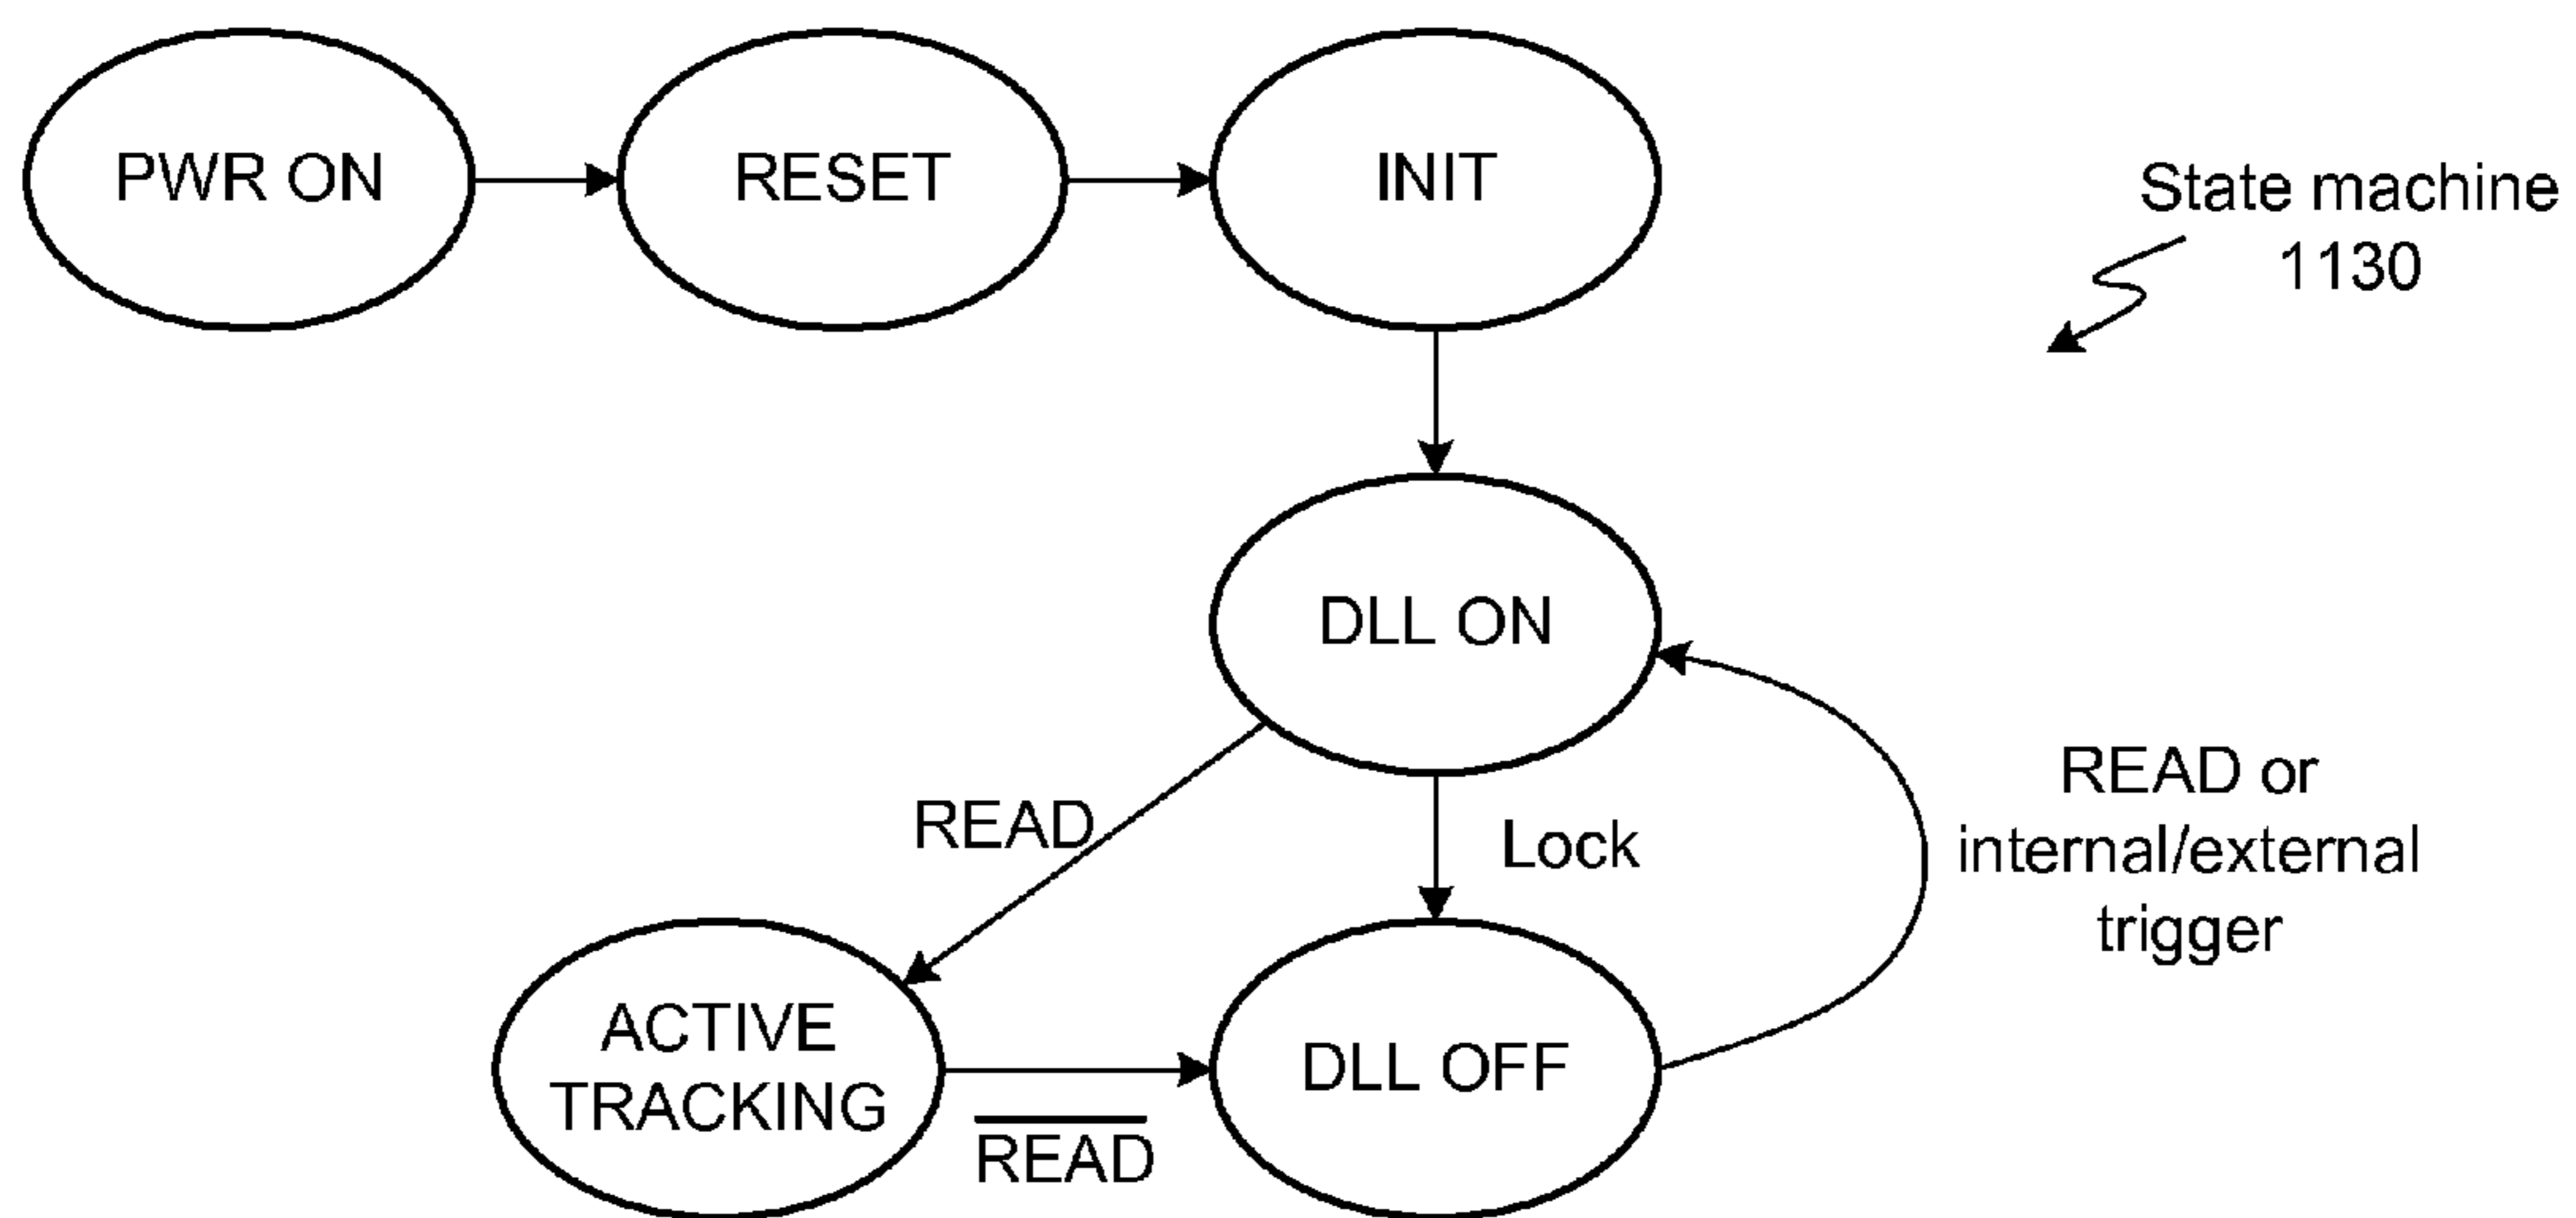 PWR ON
RESET
INIT
State machine
1130
DLL ON
READ
Lock
READ or
internal/external
trigger
ACTIVE
TRACKING
READ
DLL OFF